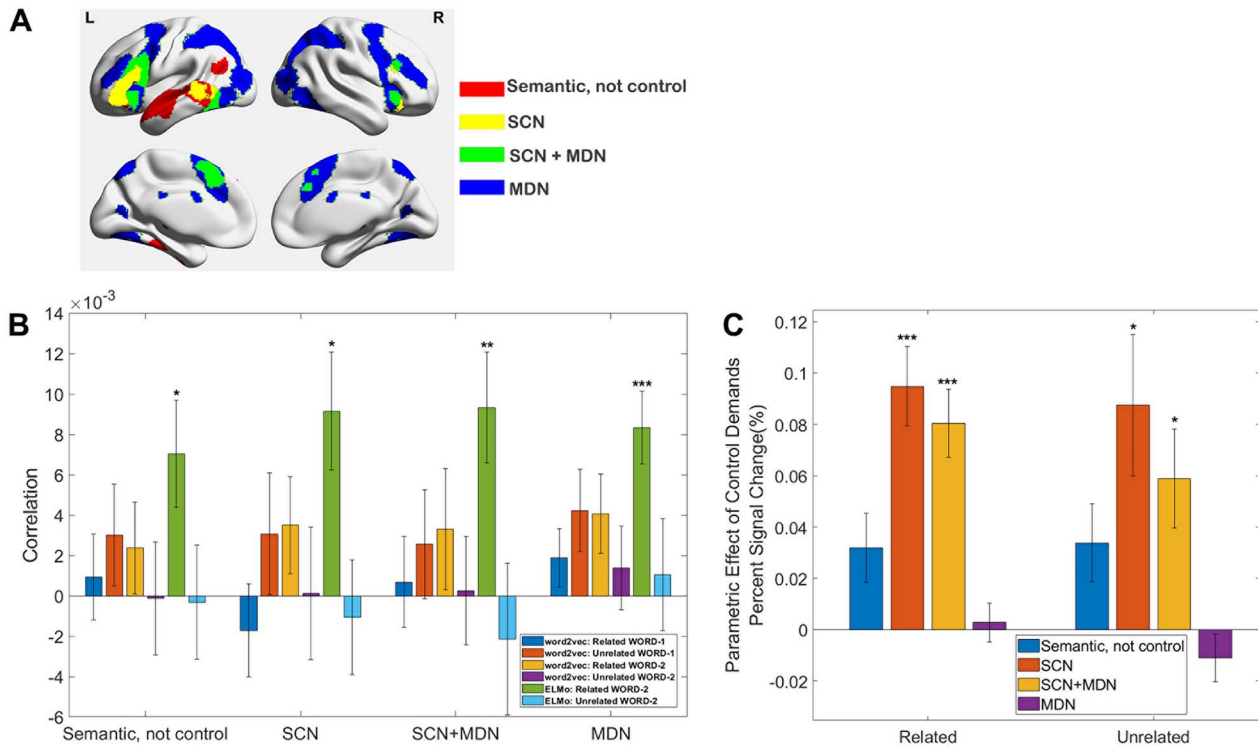 A
L
R
Semantic, not control
SCN
SCN + MDN
MDN
B
×10⁻³
14
12
10
8
6
4
2
0
-2
-4
-6
Correlation
*
*
**
***
word2vec: Related WORD-1
word2vec: Unrelated WORD-1
word2vec: Related WORD-2
word2vec: Unrelated WORD-2
ELMo: Related WORD-2
ELMo: Unrelated WORD-2
Semantic, not control
SCN
SCN+MDN
MDN
C
Parametric Effect of Control Demands
Percent Signal Change(%)
0.12
0.1
0.08
0.06
0.04
0.02
0
-0.02
***
***
*
*
Semantic, not control
SCN
SCN+MDN
MDN
Related
Unrelated